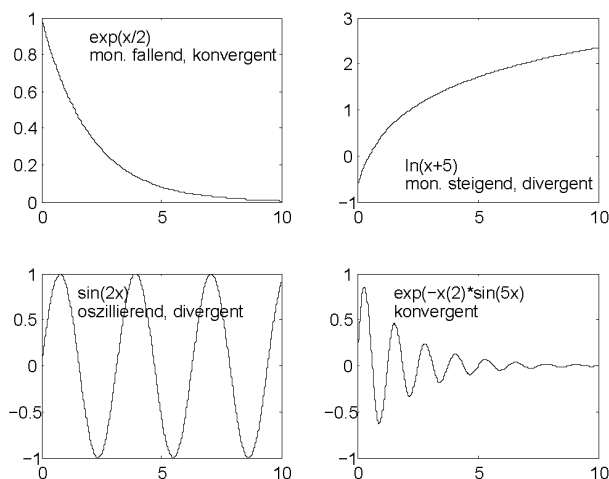 1
0.8
0.6
0.4
0.2
0
0 5 10
exp(x/2)
mon. fallend, konvergent
3
2
1
0
−1
0 5 10
ln(x+5)
mon. steigend, divergent
1
0.5
0
−0.5
−1
0 5 10
sin(2x)
oszillierend, divergent
1
0.5
0
−0.5
−1
0 5 10
exp(−x(2)*sin(5x)
konvergent